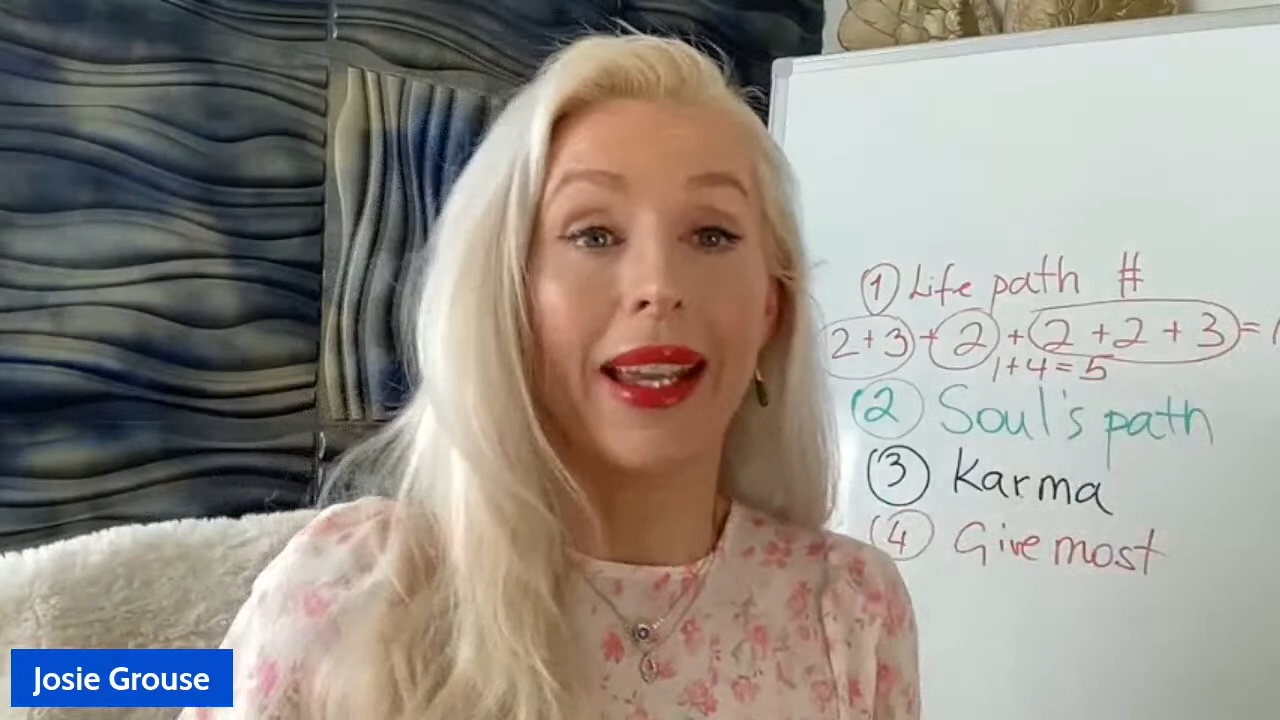 ① Life path #
2+3 + 2 + (2 + 2 + 3) = 1
1+4=5
② Soul's path
③ Karma
④ Give most
Josie Grouse